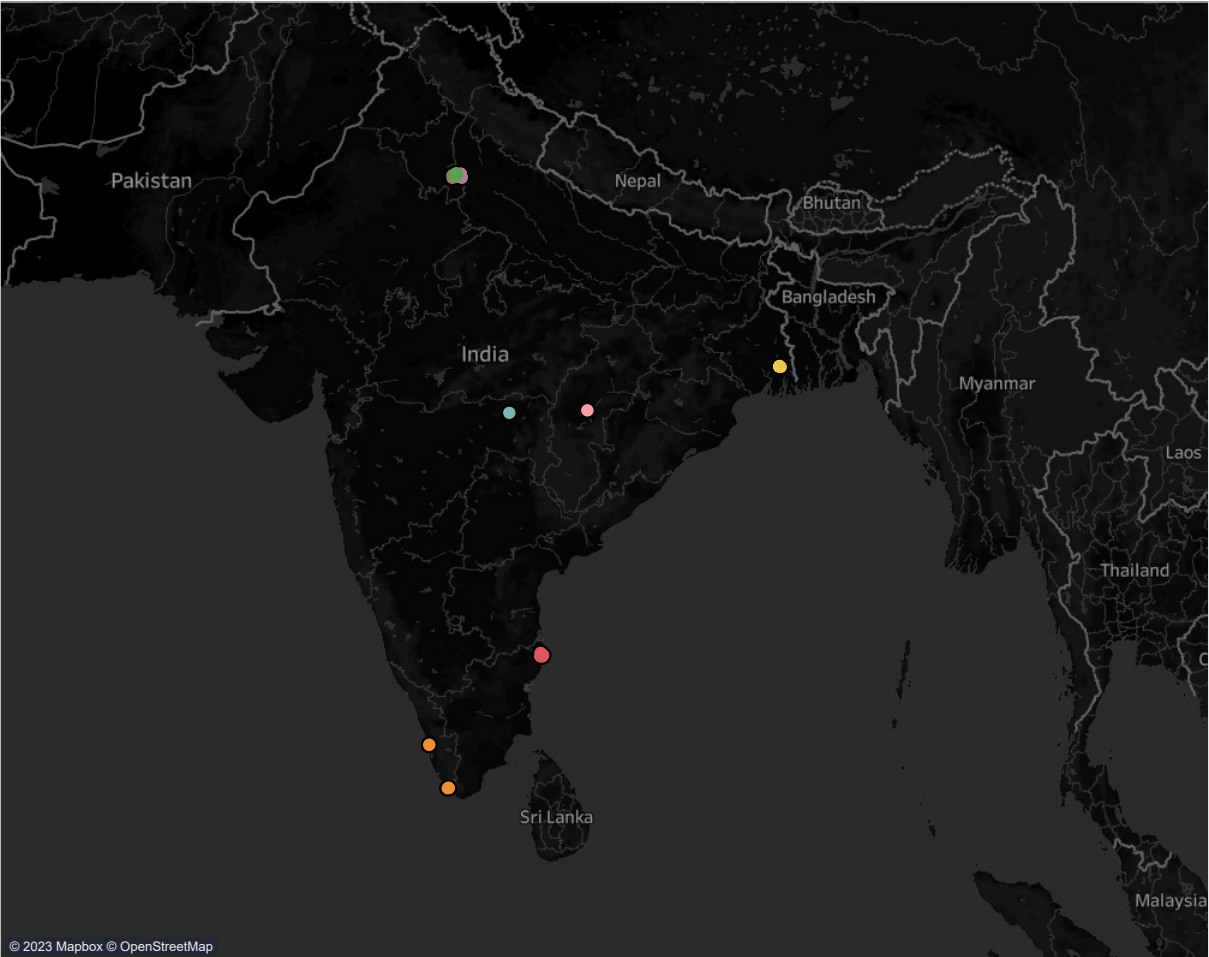 Pakistan
Nepal
Bhutan
Bangladesh
India
Myanmar
Laos
Thailand
C
Sri Lanka
Malaysia
© 2023 Mapbox © OpenStreetMap